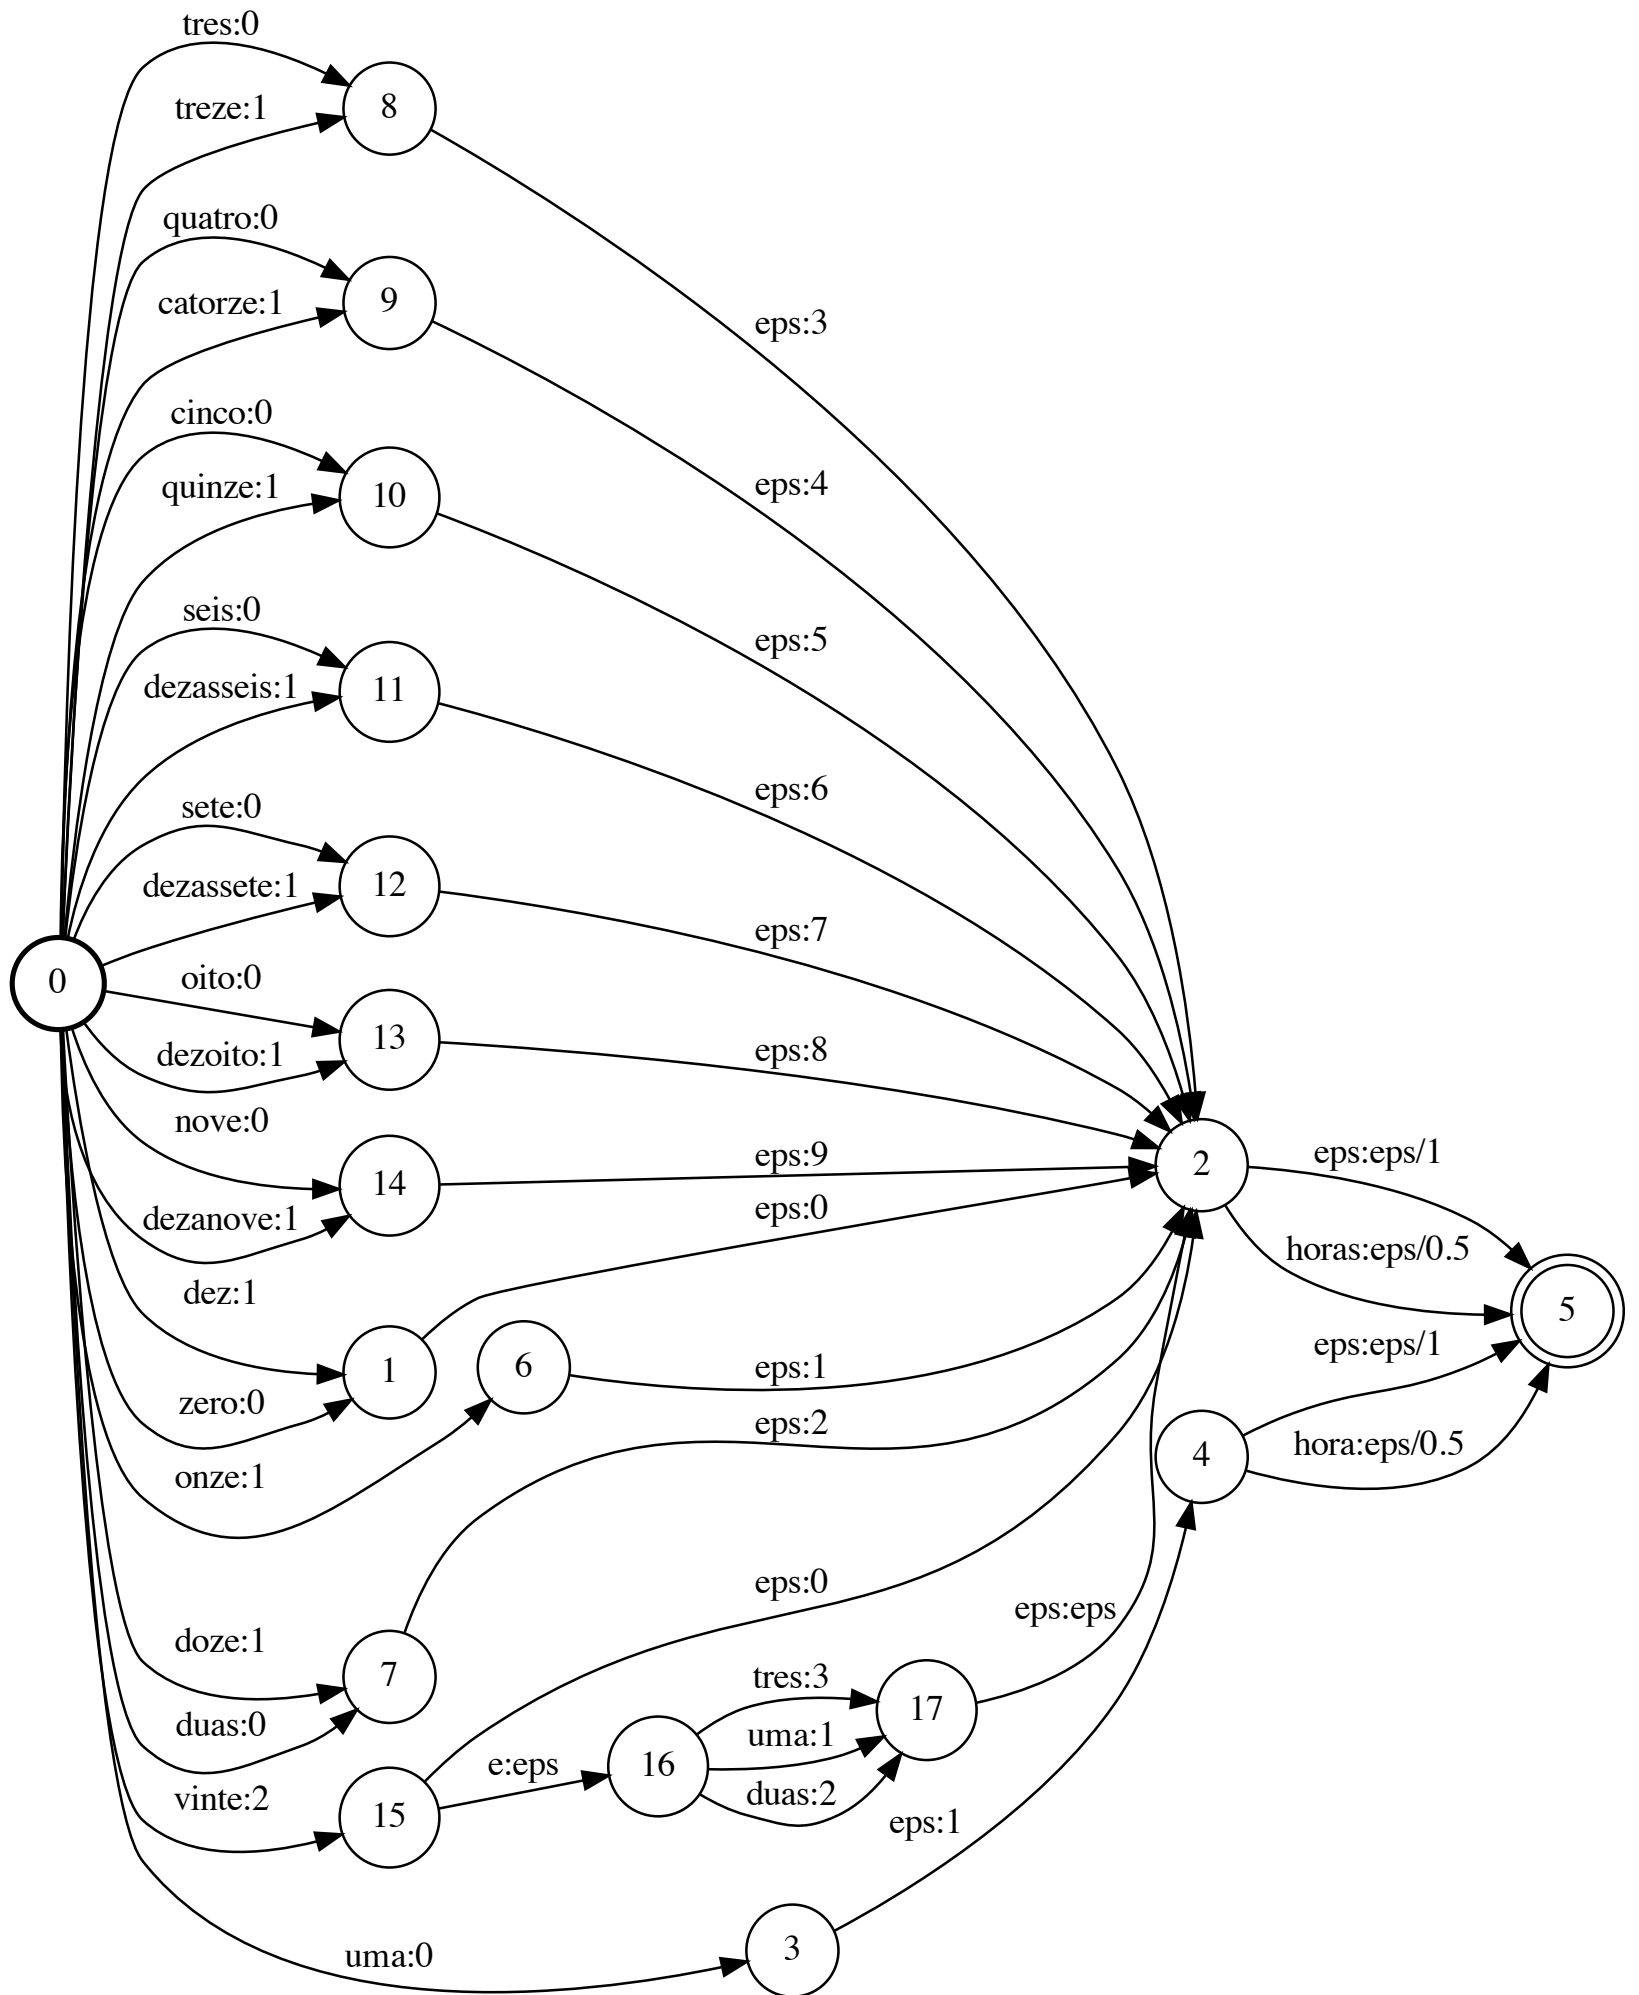 tres:0
treze:1
8
quatro:0
catorze:1
9
eps:3
cinco:0
quinze:1
10
eps:4
seis:0
dezasseis:1
11
eps:5
sete:0
dezassete:1
12
eps:6
0
oito:0
dezoito:1
13
eps:7
eps:8
nove:0
dezanove:1
14
eps:9
eps:0
2
eps:eps/1
horas:eps/0.5
5
dez:1
zero:0
1
6
eps:1
eps:eps/1
onze:1
eps:2
4
hora:eps/0.5
doze:1
duas:0
7
eps:0
eps:eps
vinte:2
15
e:eps
16
tres:3
uma:1
duas:2
17
eps:1
uma:0
3